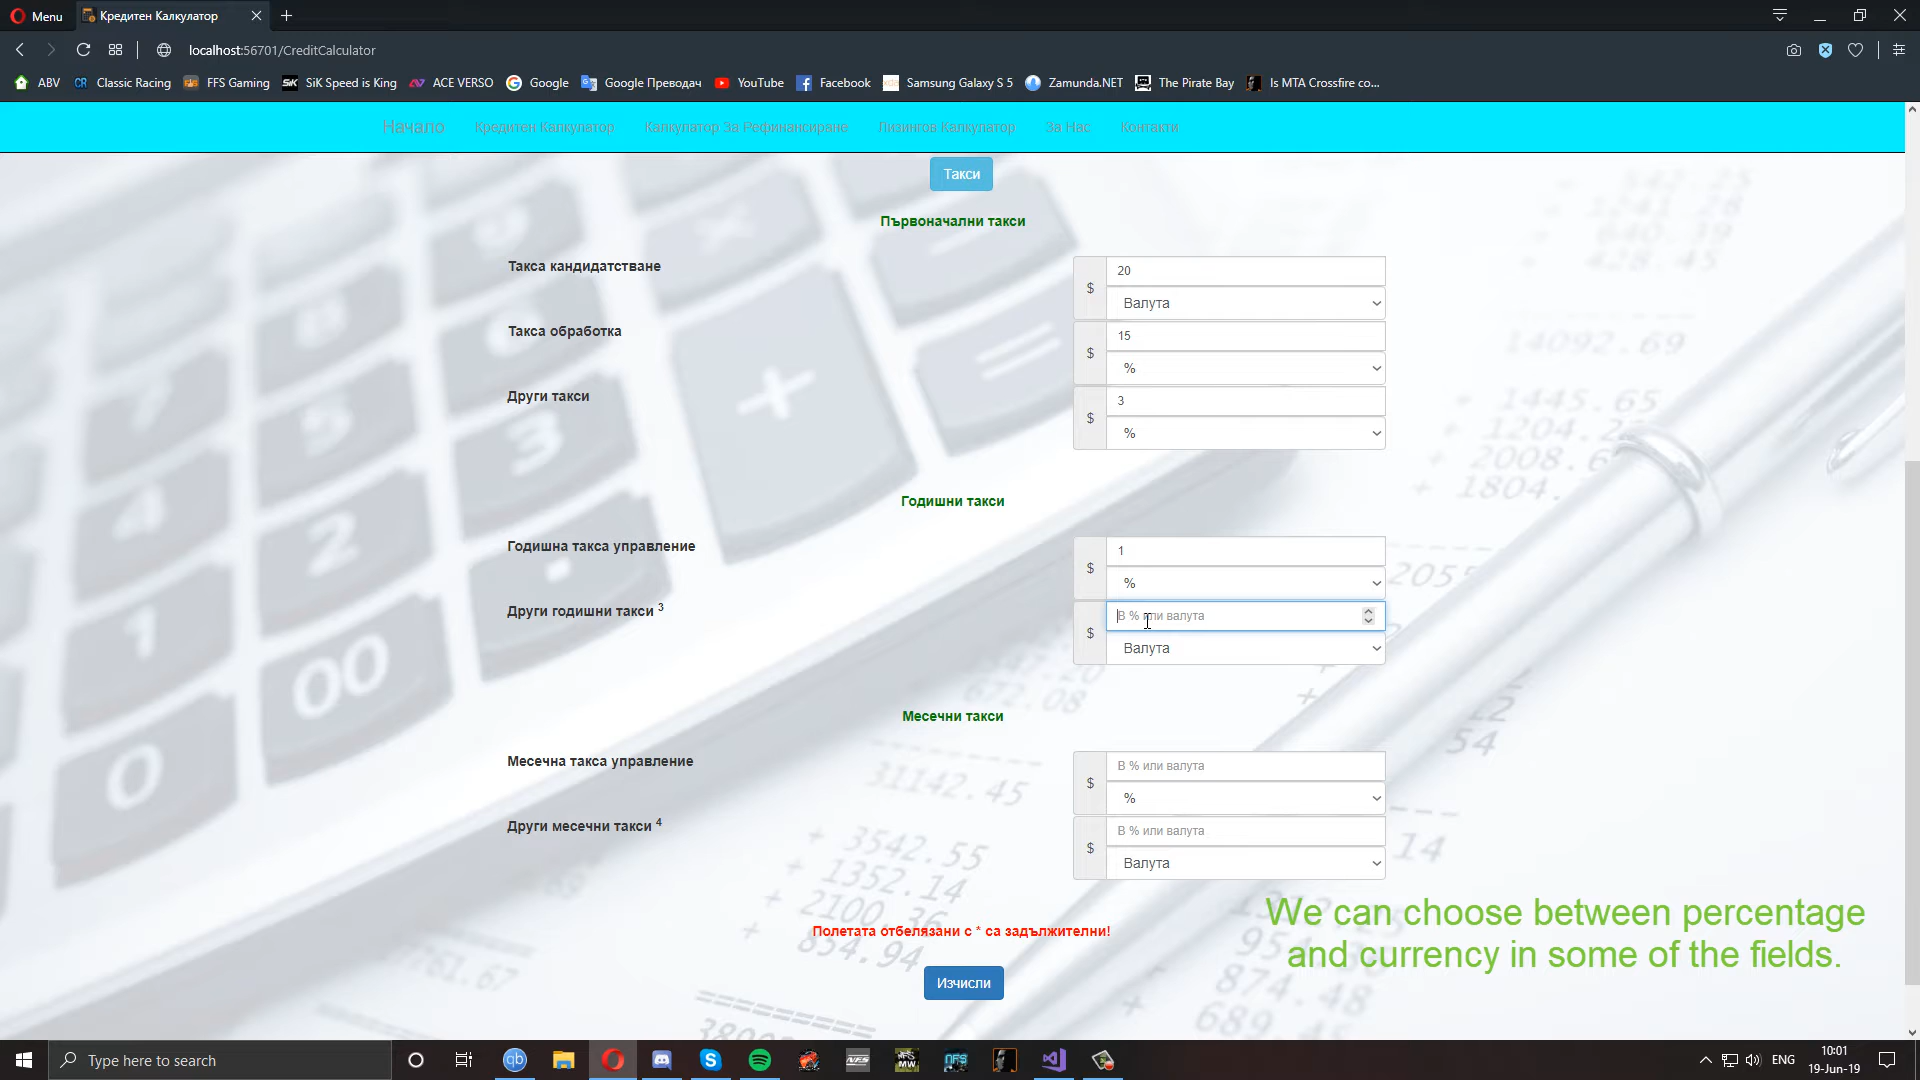 Menu
Кредитен Калкулатор
localhost:56701/CreditCalculator
ABV
Classic Racing
FFS Gaming
SiK Speed is King
ACE VERSO
Google
Google Преводач
YouTube
Facebook
Samsung Galaxy S 5
Zamunda.NET
The Pirate Bay
Is MTA Crossfire co...
Начало
Кредитен Калкулатор
Калкулатор За Рефинансиране
Лизингов Калкулатор
За Нас
Контакти
Такси
Първоначални такси
Такса кандидатстване
$
20
Валута
Такса обработка
$
15
%
Други такси
$
3
%
Годишни такси
Годишна такса управление
$
1
%
Други годишни такси 3
$
В % или валута
Валута
Месечни такси
Месечна такса управление
$
В % или валута
%
Други месечни такси 4
$
В % или валута
Валута
Полетата отбелязани с * са задължителни!
Изчисли
We can choose between percentage
and currency in some of the fields.
Type here to search
ENG
10:01
19-Jun-19